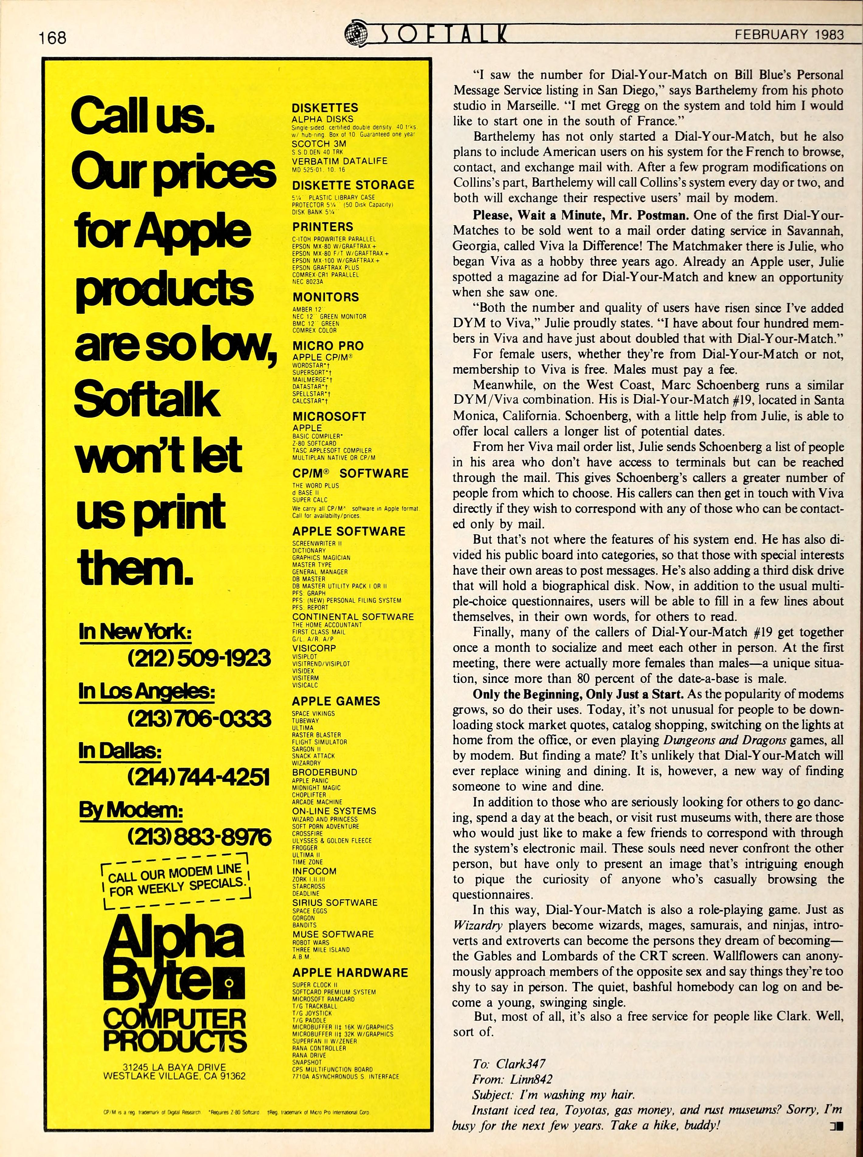 168
SOFTALK
FEBRUARY 1983
Call us.
Our prices
for Apple
products
are so low,
Softalk
won't let
us print
them.
In New York:
(212) 509-1923
In Los Angeles:
(213) 706-0333
In Dallas:
(214) 744-4251
By Modem:
(213) 883-8976
CALL OUR MODEM LINE
FOR WEEKLY SPECIALS.
Alpha
Byte
COMPUTER
PRODUCTS
31245 LA BAYA DRIVE
WESTLAKE VILLAGE, CA 91362
DISKETTES
ALPHA DISKS
Single-sided, certified double density 40 trks
w/ hub-ring. Box of 10. Guaranteed one year
SCOTCH 3M
S S D DEN 40 TRK
VERBATIM DATALIFE
MD 525-01, 10, 16
DISKETTE STORAGE
5¼ PLASTIC LIBRARY CASE
PROTECTOR 5¼ (50 Disk Capacity)
DISK BANK 5¼
PRINTERS
C-ITOH PROWRITER PARALLEL
EPSON MX-80 W/GRAFTRAX +
EPSON MX-80 F/T W/GRAFTRAX +
EPSON MX-100 W/GRAFTRAX +
EPSON GRAFTRAX PLUS
COMREX CR1 PARALLEL
NEC 8023A
MONITORS
AMBER 12
NEC 12 GREEN MONITOR
BMC 12 GREEN
COMREX COLOR
MICRO PRO
APPLE CP/M®
WORDSTAR*†
SUPERSORT*†
MAILMERGE*†
DATASTAR*†
SPELLSTAR*†
CALCSTAR*†
MICROSOFT
APPLE
BASIC COMPILER*
Z-80 SOFTCARD
TASC APPLESOFT COMPILER
MULTIPLAN NATIVE OR CP/M
CP/M® SOFTWARE
THE WORD PLUS
d BASE II
SUPER CALC
We carry all CP/M* software in Apple format
Call for availability/prices
APPLE SOFTWARE
SCREENWRITER II
DICTIONARY
GRAPHICS MAGICIAN
MASTER TYPE
GENERAL MANAGER
DB MASTER
DB MASTER UTILITY PACK I OR II
PFS: GRAPH
PFS: (NEW) PERSONAL FILING SYSTEM
PFS: REPORT
CONTINENTAL SOFTWARE
THE HOME ACCOUNTANT
FIRST CLASS MAIL
G/L, A/R, A/P
VISICORP
VISIPLOT
VISITREND/VISIPLOT
VISIDEX
VISITERM
VISICALC
APPLE GAMES
SPACE VIKINGS
TUBEWAY
ULTIMA
RASTER BLASTER
FLIGHT SIMULATOR
SARGON II
SNACK ATTACK
WIZARDRY
BRODERBUND
APPLE PANIC
MIDNIGHT MAGIC
CHOPLIFTER
ARCADE MACHINE
ON-LINE SYSTEMS
WIZARD AND PRINCESS
SOFT PORN ADVENTURE
CROSSFIRE
ULYSSES & GOLDEN FLEECE
FROGGER
ULTIMA II
TIME ZONE
INFOCOM
ZORK I,II,III
STARCROSS
DEADLINE
SIRIUS SOFTWARE
SPACE EGGS
GORGON
BANDITS
MUSE SOFTWARE
ROBOT WARS
THREE MILE ISLAND
A.B.M.
APPLE HARDWARE
SUPER CLOCK II
SOFTCARD PREMIUM SYSTEM
MICROSOFT RAMCARD
T/G TRACKBALL
T/G JOYSTICK
T/G PADDLE
MICROBUFFER II‡ 16K W/GRAPHICS
MICROBUFFER II‡ 32K W/GRAPHICS
SUPERFAN II W/ZENER
RANA CONTROLLER
RANA DRIVE
SNAPSHOT
CPS MULTIFUNCTION BOARD
7710A ASYNCHRONOUS S. INTERFACE
CP/M is a reg. trademark of Digital Research. *Requires Z-80 Softcard. †Reg. trademark of Micro Pro International Corp.
"I saw the number for Dial-Your-Match on Bill Blue's Personal
Message Service listing in San Diego," says Barthelemy from his photo
studio in Marseille. "I met Gregg on the system and told him I would
like to start one in the south of France."
Barthelemy has not only started a Dial-Your-Match, but he also
plans to include American users on his system for the French to browse,
contact, and exchange mail with. After a few program modifications on
Collins's part, Barthelemy will call Collins's system every day or two, and
both will exchange their respective users' mail by modem.
Please, Wait a Minute, Mr. Postman. One of the first Dial-Your-
Matches to be sold went to a mail order dating service in Savannah,
Georgia, called Viva la Difference! The Matchmaker there is Julie, who
began Viva as a hobby three years ago. Already an Apple user, Julie
spotted a magazine ad for Dial-Your-Match and knew an opportunity
when she saw one.
"Both the number and quality of users have risen since I've added
DYM to Viva," Julie proudly states. "I have about four hundred mem-
bers in Viva and have just about doubled that with Dial-Your-Match."
For female users, whether they're from Dial-Your-Match or not,
membership to Viva is free. Males must pay a fee.
Meanwhile, on the West Coast, Marc Schoenberg runs a similar
DYM/Viva combination. His is Dial-Your-Match #19, located in Santa
Monica, California. Schoenberg, with a little help from Julie, is able to
offer local callers a longer list of potential dates.
From her Viva mail order list, Julie sends Schoenberg a list of people
in his area who don't have access to terminals but can be reached
through the mail. This gives Schoenberg's callers a greater number of
people from which to choose. His callers can then get in touch with Viva
directly if they wish to correspond with any of those who can be contact-
ed only by mail.
But that's not where the features of his system end. He has also di-
vided his public board into categories, so that those with special interests
have their own areas to post messages. He's also adding a third disk drive
that will hold a biographical disk. Now, in addition to the usual multi-
ple-choice questionnaires, users will be able to fill in a few lines about
themselves, in their own words, for others to read.
Finally, many of the callers of Dial-Your-Match #19 get together
once a month to socialize and meet each other in person. At the first
meeting, there were actually more females than males—a unique situa-
tion, since more than 80 percent of the date-a-base is male.
Only the Beginning, Only Just a Start. As the popularity of modems
grows, so do their uses. Today, it's not unusual for people to be down-
loading stock market quotes, catalog shopping, switching on the lights at
home from the office, or even playing Dungeons and Dragons games, all
by modem. But finding a mate? It's unlikely that Dial-Your-Match will
ever replace wining and dining. It is, however, a new way of finding
someone to wine and dine.
In addition to those who are seriously looking for others to go danc-
ing, spend a day at the beach, or visit rust museums with, there are those
who would just like to make a few friends to correspond with through
the system's electronic mail. These souls need never confront the other
person, but have only to present an image that's intriguing enough
to pique the curiosity of anyone who's casually browsing the
questionnaires.
In this way, Dial-Your-Match is also a role-playing game. Just as
Wizardry players become wizards, mages, samurais, and ninjas, intro-
verts and extroverts can become the persons they dream of becoming—
the Gables and Lombards of the CRT screen. Wallflowers can anony-
mously approach members of the opposite sex and say things they're too
shy to say in person. The quiet, bashful homebody can log on and be-
come a young, swinging single.
But, most of all, it's also a free service for people like Clark. Well,
sort of.
To: Clark347
From: Linn842
Subject: I'm washing my hair.
Instant iced tea, Toyotas, gas money, and rust museums? Sorry, I'm
busy for the next few years. Take a hike, buddy!